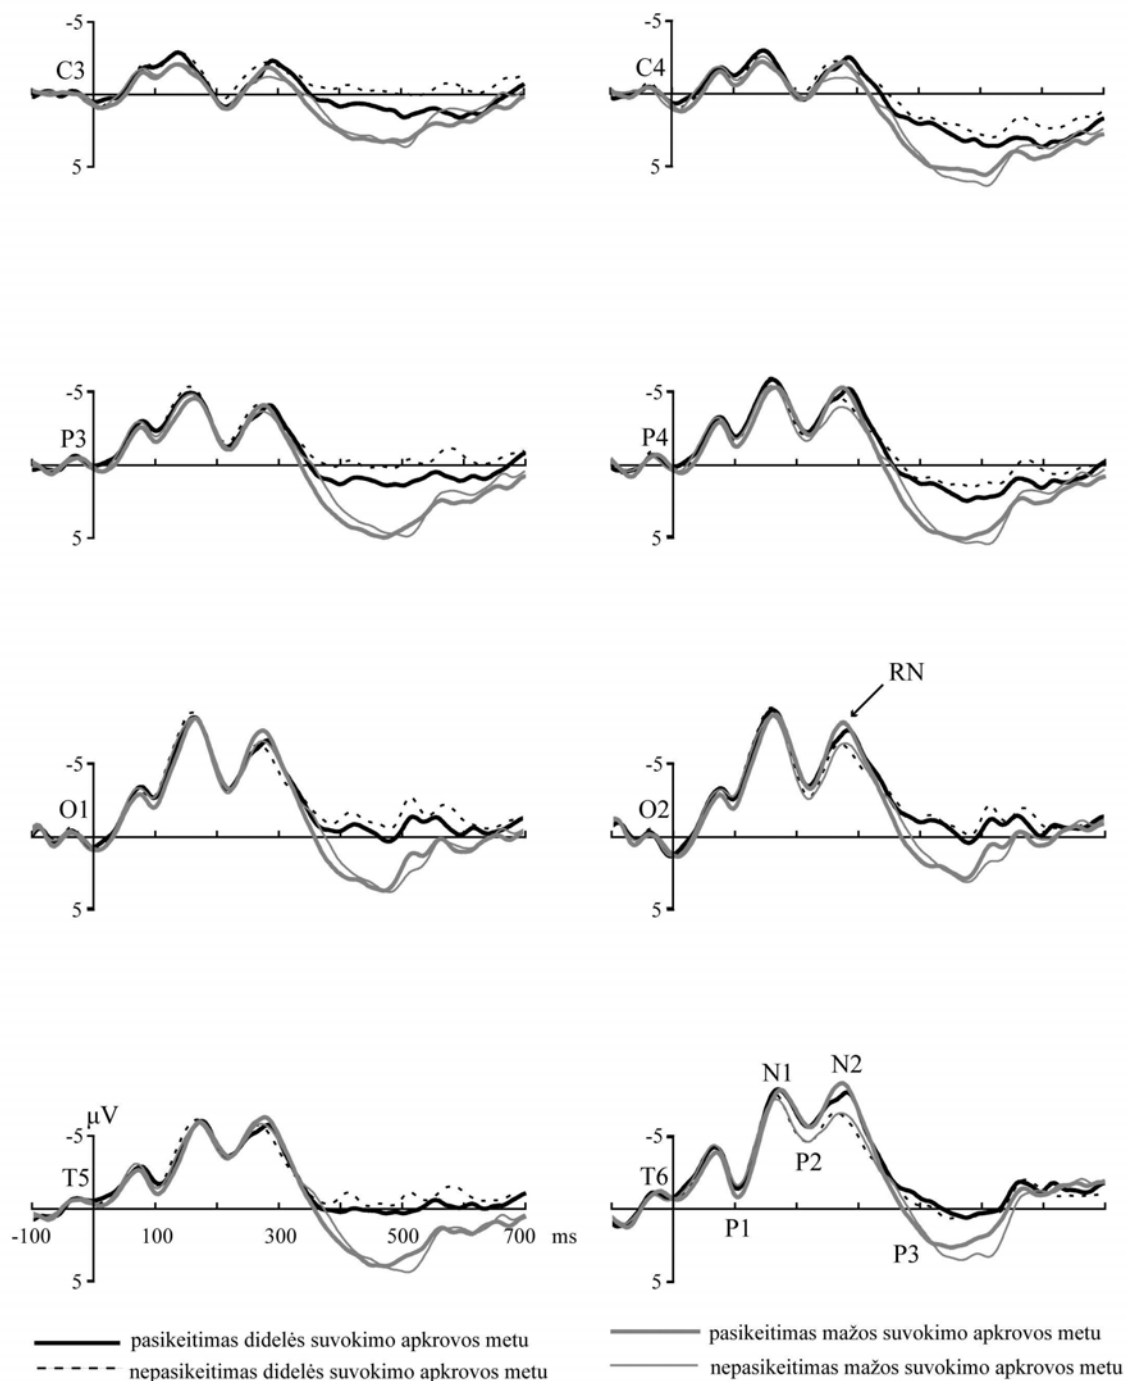 -5
C3
5
-5
C4
5
-5
P3
5
-5
P4
5
RN
-5
O1
5
-5
O2
5
µV
-5
T5
5
-100 100 300 500 700 ms
N1 N2
-5
P2
T6
P1
P3
5
pasikeitimas didelės suvokimo apkrovos metu
nepasikeitimas didelės suvokimo apkrovos metu
pasikeitimas mažos suvokimo apkrovos metu
nepasikeitimas mažos suvokimo apkrovos metu